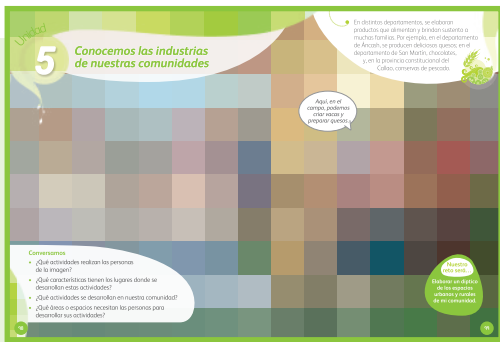 Unidad
5
Conocemos las industrias
de nuestras comunidades
En distintos departamentos, se elaboran
productos que alimentan y brindan sustento a
muchas familias. Por ejemplo, en el departamento
de Áncash, se producen deliciosos quesos; en el
departamento de San Martín, chocolates,
y, en la provincia constitucional del
Callao, conservas de pescado.
Aquí, en el
campo, podemos
criar vacas y
preparar quesos.
Conversamos
• ¿Qué actividades realizan las personas
de la imagen?
• ¿Qué características tienen los lugares donde se
desarrollan estas actividades?
• ¿Qué actividades se desarrollan en nuestra comunidad?
• ¿Qué áreas o espacios necesitan las personas para
desarrollar sus actividades?
Nuestro
reto será...
Elaborar un díptico
de los espacios
urbanos y rurales
de mi comunidad.